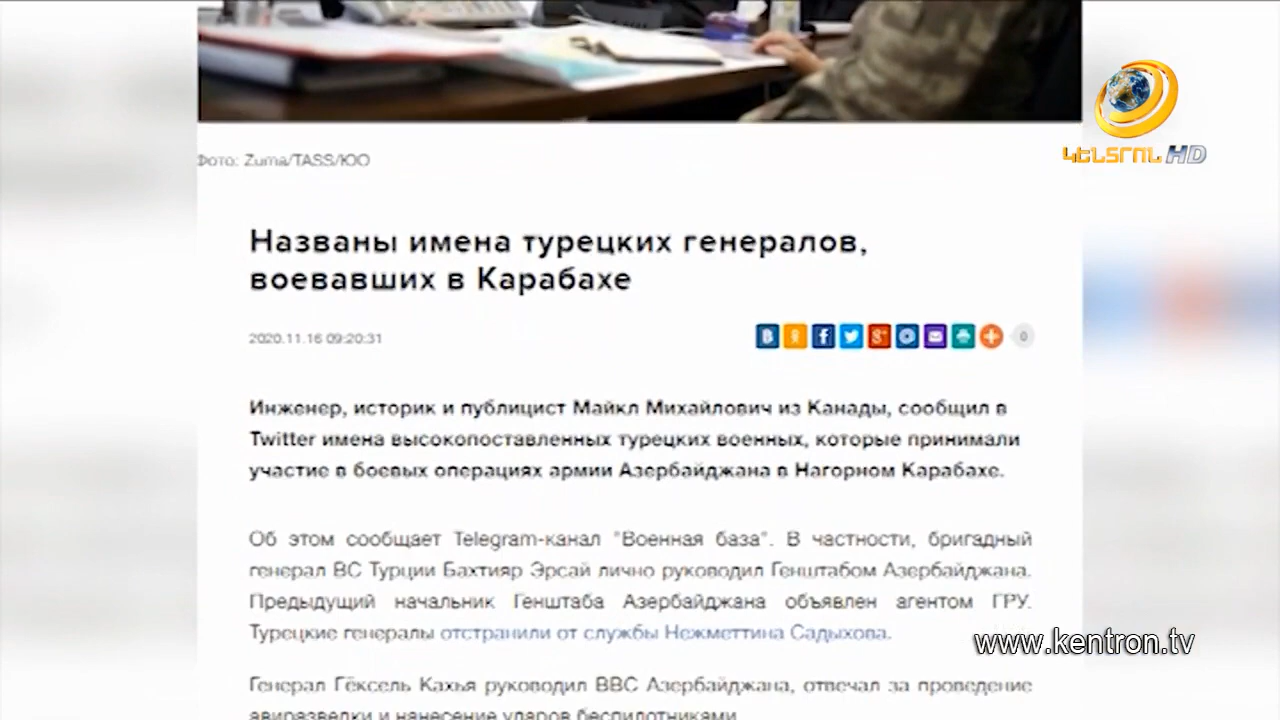 ԿԵՆՏՐՈՆ HD
Фото: Zuma/TASS/ЮО
Названы имена турецких генералов,
воевавших в Карабахе
2020.11.16 09:20:31
0
Инженер, историк и публицист Майкл Михайлович из Канады, сообщил в
Twitter имена высокопоставленных турецких военных, которые принимали
участие в боевых операциях армии Азербайджана в Нагорном Карабахе.
Об этом сообщает Telegram-канал "Военная база". В частности, бригадный
генерал ВС Турции Бахтияр Эрсай лично руководил Генштабом Азербайджана.
Предыдущий начальник Генштаба Азербайджана объявлен агентом ГРУ.
Турецкие генералы отстранили от службы Нежметтина Садыхова.
www.kentron.tv
Генерал Гёксель Кахья руководил ВВС Азербайджана, отвечал за проведение
авиразведки и нанесение ударов беспилотниками